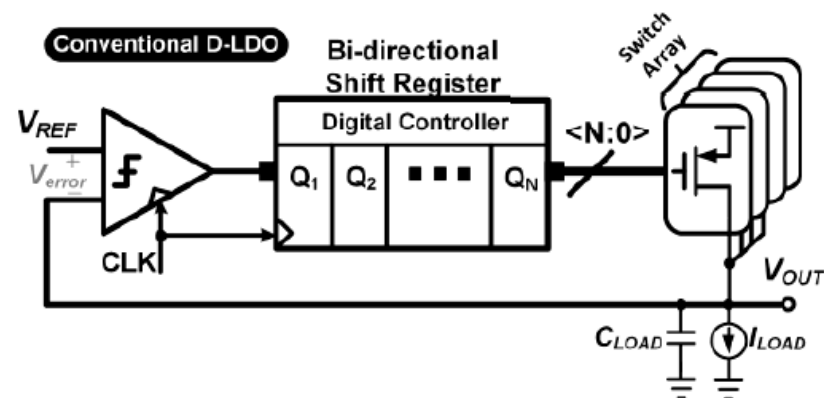 Conventional D-LDO
Bi-directional
Shift Register
Switch
Array
Digital Controller
<N:0>
VREF
+
Verror
−
Q1 Q2 ... QN
CLK
VOUT
CLOAD
ILOAD